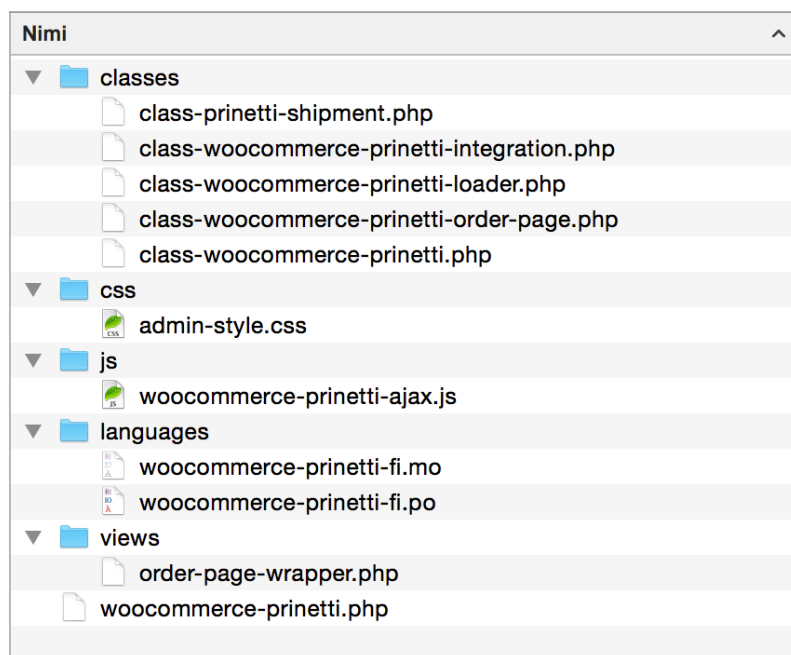 Nimi
classes
class-prinetti-shipment.php
class-woocommerce-prinetti-integration.php
class-woocommerce-prinetti-loader.php
class-woocommerce-prinetti-order-page.php
class-woocommerce-prinetti.php
css
CSS admin-style.css
js
JS woocommerce-prinetti-ajax.js
languages
woocommerce-prinetti-fi.mo
woocommerce-prinetti-fi.po
views
order-page-wrapper.php
woocommerce-prinetti.php